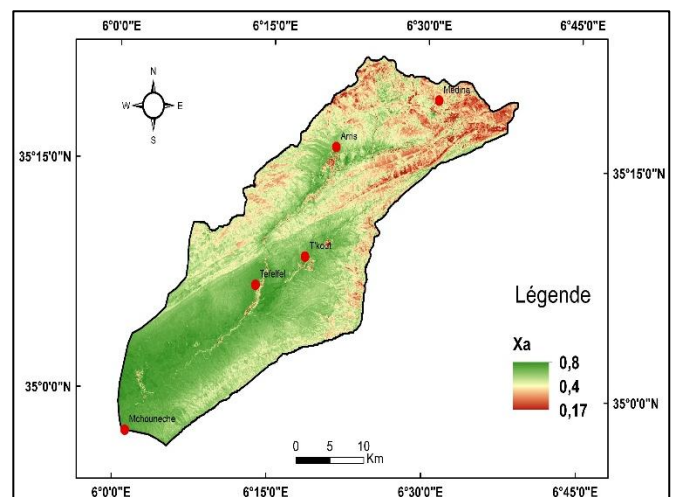 6°0'0"E 6°15'0"E 6°30'0"E 6°45'0"E
N
W E
S
Medina
Arris
35°15'0"N 35°15'0"N
T'kout
Tefelfel
Légende
Xa
0,8
0,4
0,17
35°0'0"N 35°0'0"N
Mchouneche
0 5 10
Km
6°0'0"E 6°15'0"E 6°30'0"E 6°45'0"E